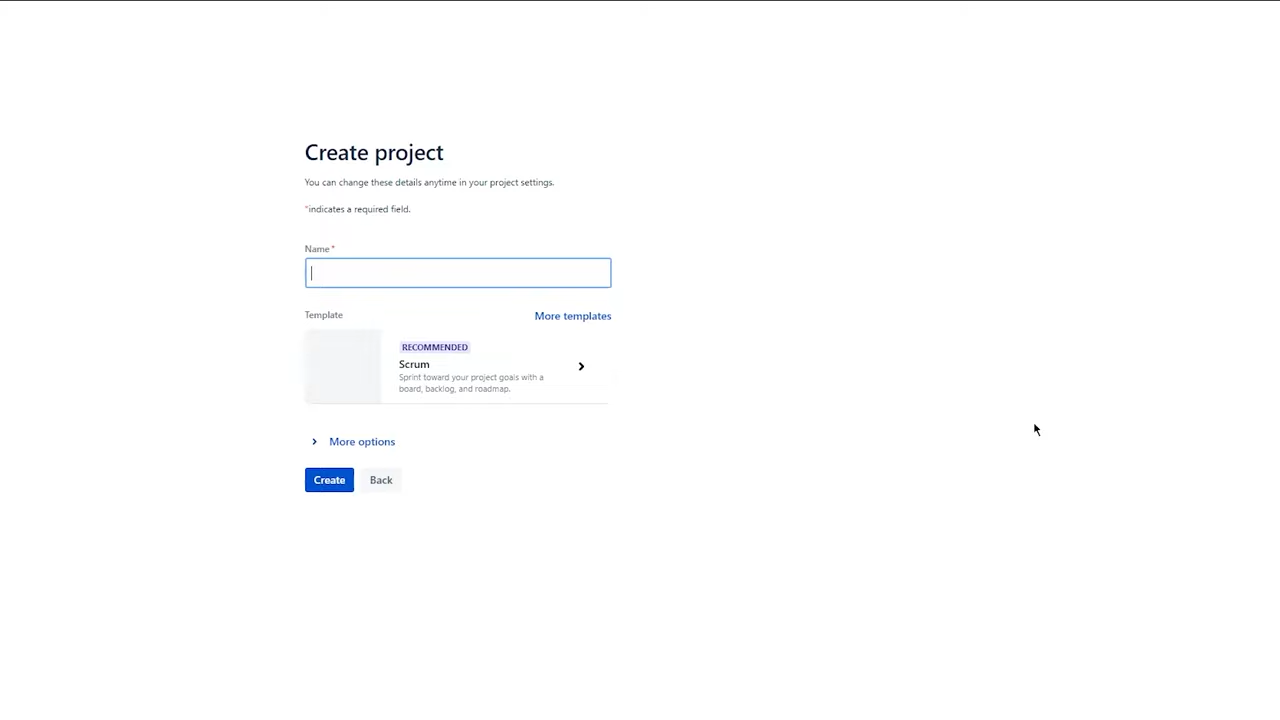 Create project
You can change these details anytime in your project settings.
*indicates a required field.
Name*
Template
More templates
RECOMMENDED
Scrum
Sprint toward your project goals with a
board, backlog, and roadmap.
More options
Create
Back